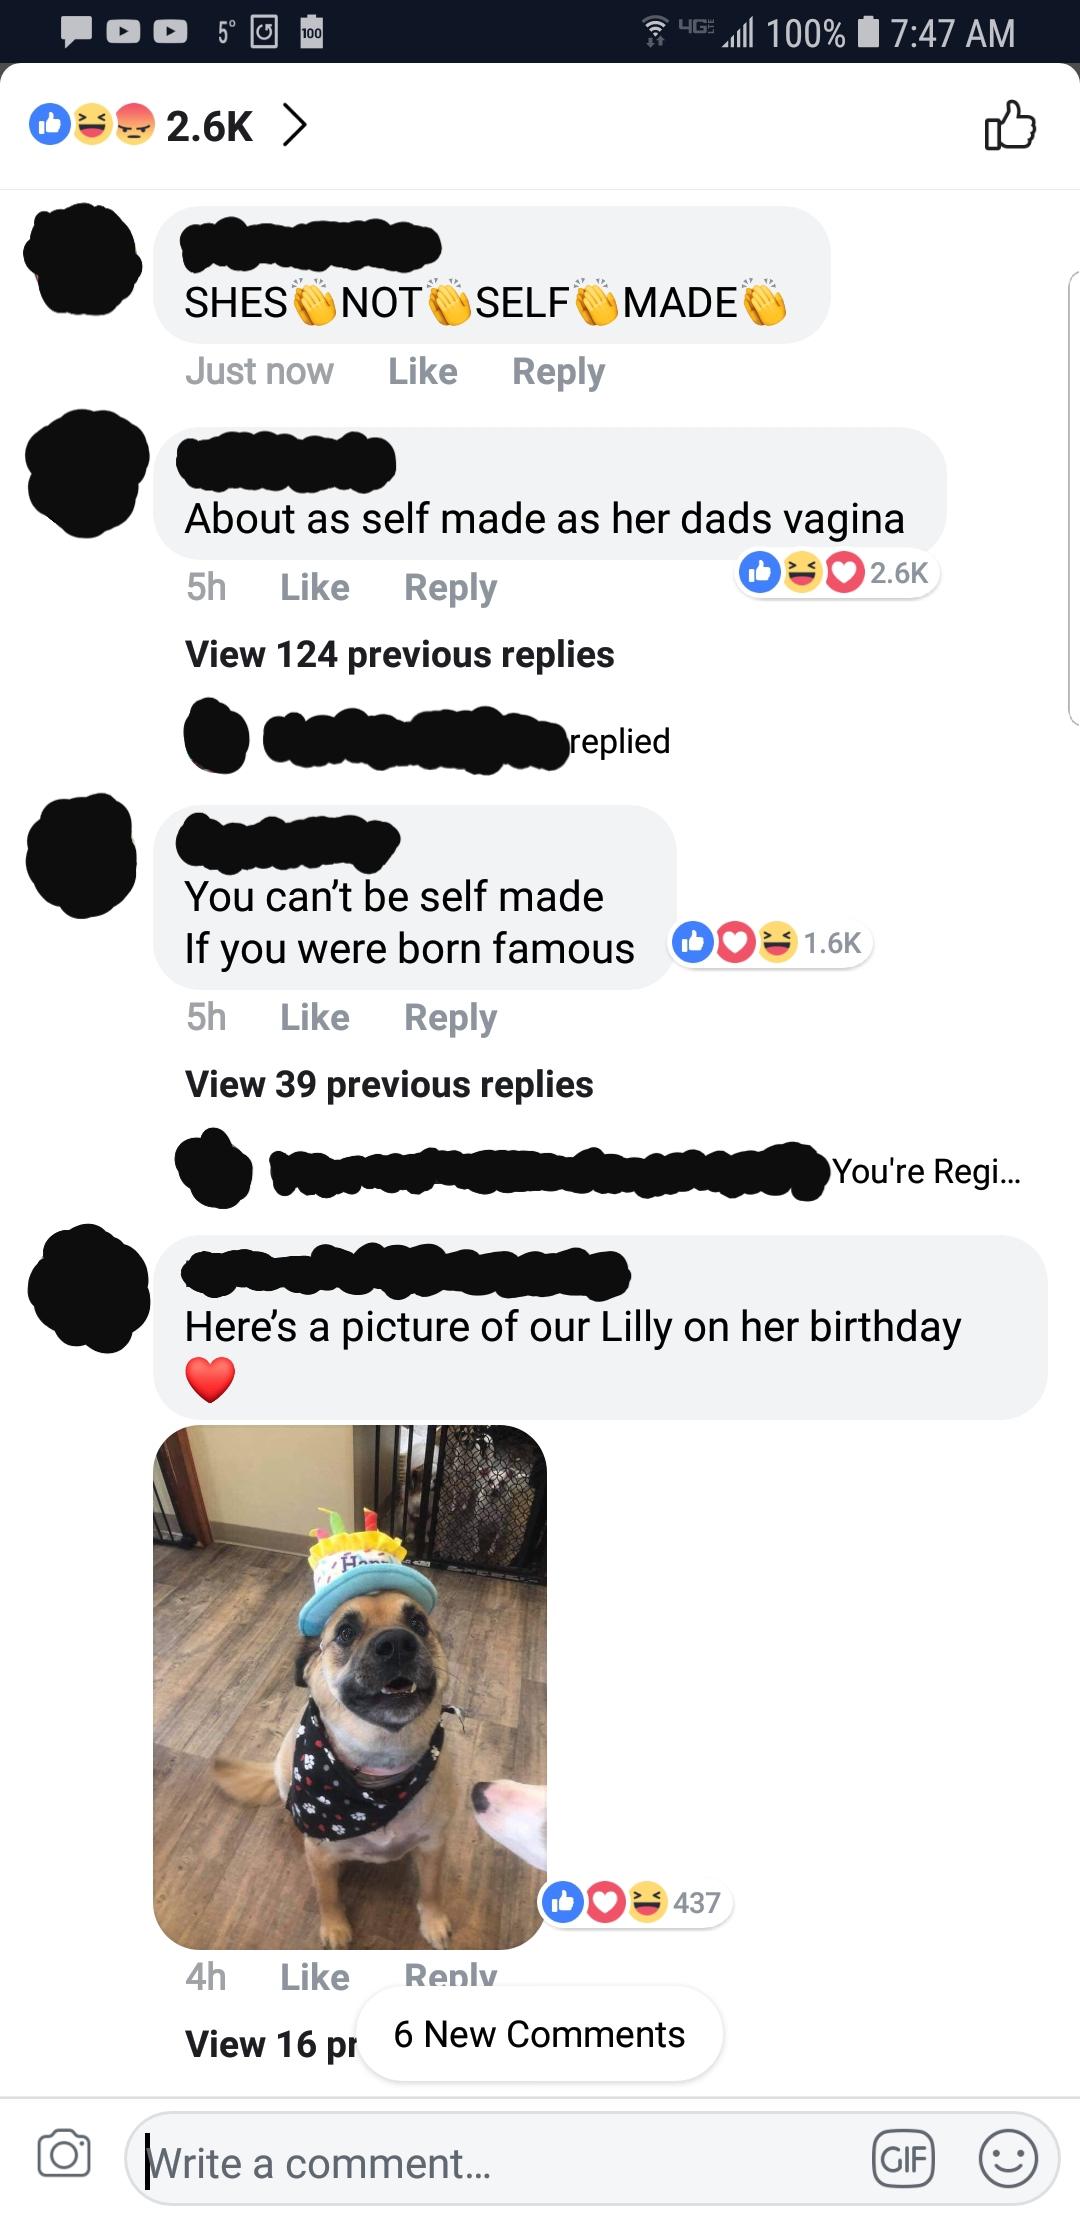 5° 100 4G LTE 100% 7:47 AM
2.6K
SHES👏NOT👏SELF👏MADE👏
Just now Like Reply
About as self made as her dads vagina
5h Like Reply 2.6K
View 124 previous replies
replied
You can't be self made
If you were born famous
1.6K
5h Like Reply
View 39 previous replies
You're Regi...
Here's a picture of our Lilly on her birthday
❤️
437
4h Like Reply
View 16 pr
6 New Comments
Write a comment...
GIF